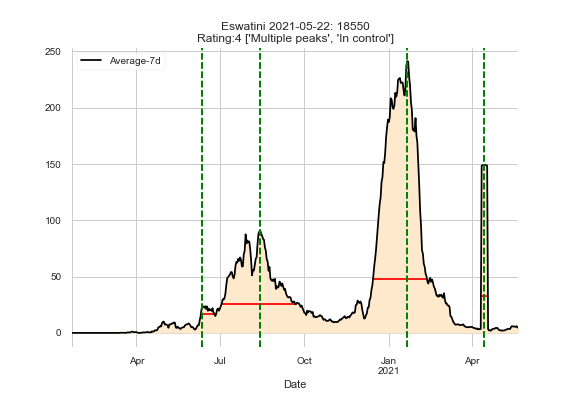 Eswatini 2021-05-22: 18550
Rating:4 ['Multiple peaks', 'In control']
Average-7d
250
200
150
100
50
0
Apr
Jul
Oct
Jan
2021
Apr
Date